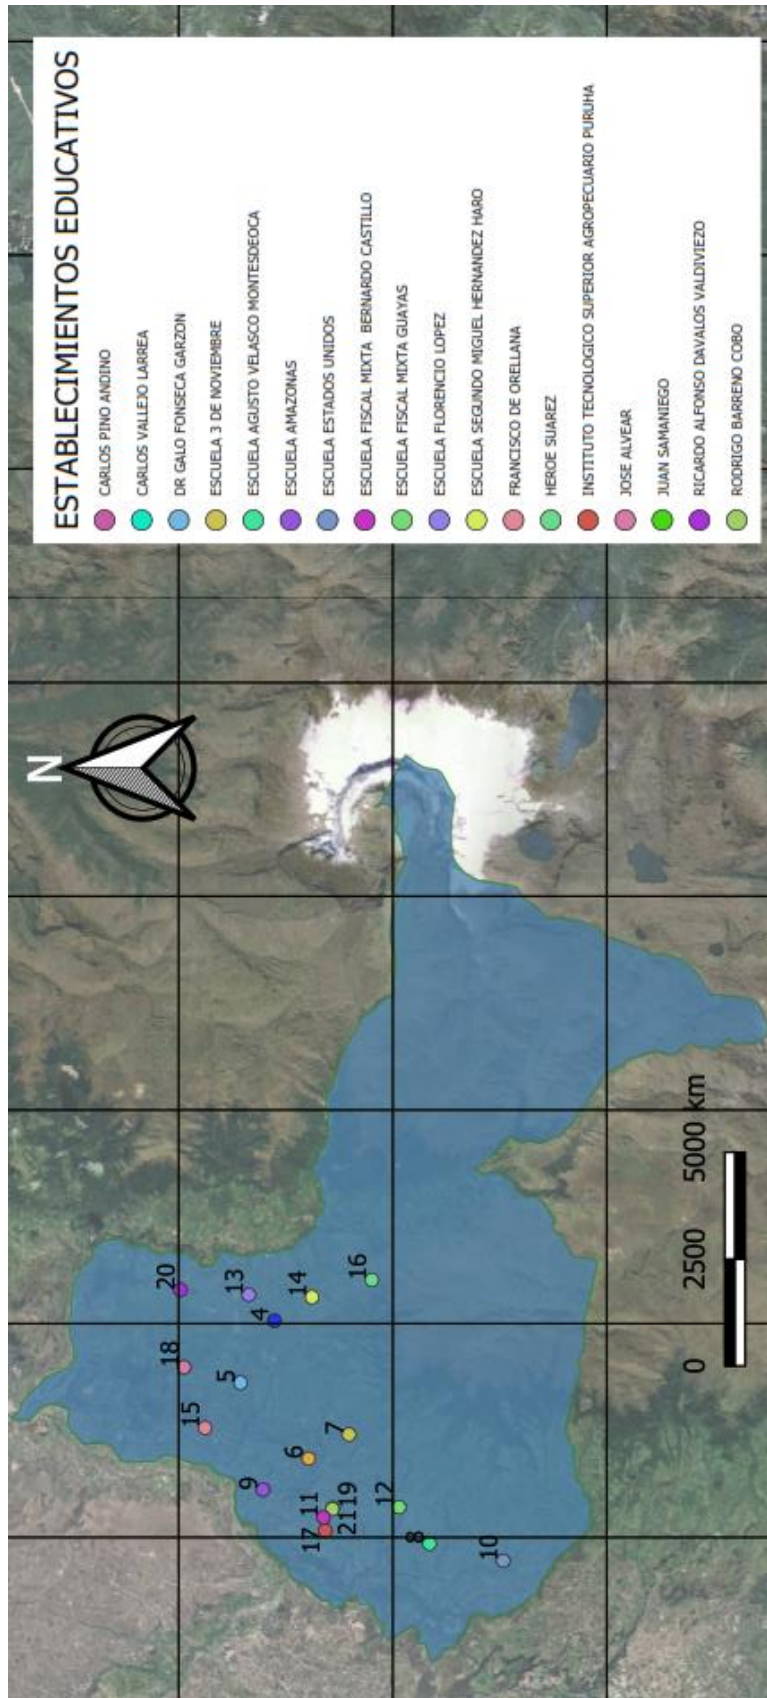 ESTABLECIMIENTOS EDUCATIVOS
CARLOS PINO ANDINO
CARLOS VALLEJO LARREA
DR GALO FONSECA GARZON
ESCUELA 3 DE NOVIEMBRE
ESCUELA AGUSTO VELASCO MONTESDEOCA
ESCUELA AMAZONAS
ESCUELA ESTADOS UNIDOS
ESCUELA FISCAL MIXTA BERNARDO CASTILLO
ESCUELA FISCAL MIXTA GUAYAS
ESCUELA FLORENCIO LOPEZ
ESCUELA SEGUNDO MIGUEL HERNANDEZ HARO
FRANCISCO DE ORELLANA
HEROE SUAREZ
INSTITUTO TECNOLOGICO SUPERIOR AGROPECUARIO PURUHA
JOSE ALVEAR
JUAN SAMANIEGO
RICARDO ALFONSO DAVALOS VALDIVIEZO
RODRIGO BARRENO COBO
N
20
18
15
13
5
4
9
14
6
16
7
11
17
2119
12
8
10
0 2500 5000 km